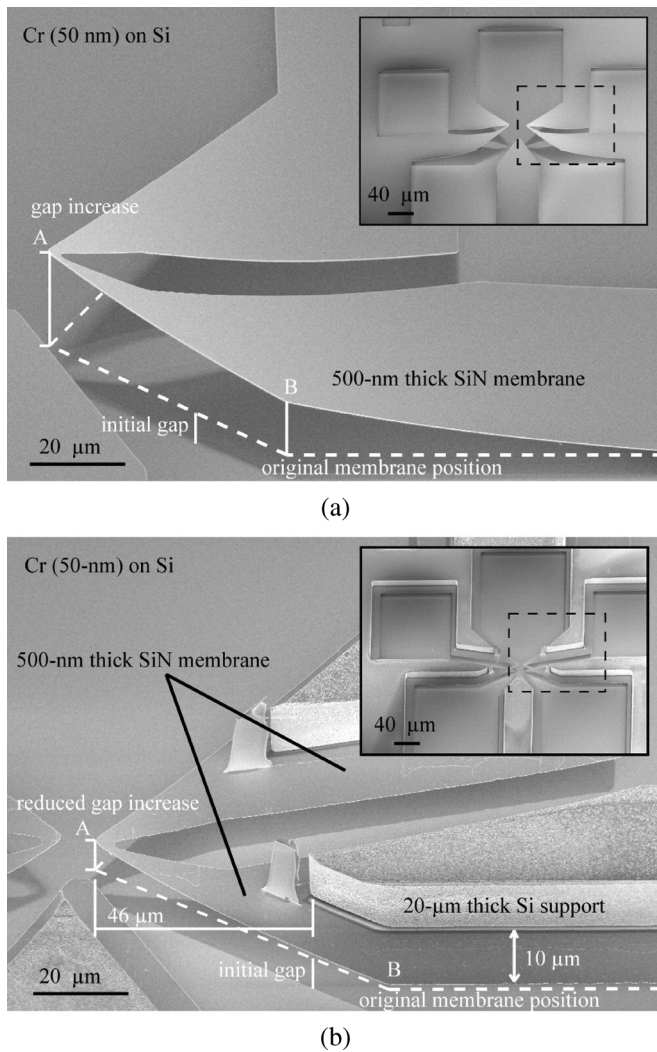 Cr (50 nm) on Si
40 μm
gap increase
A
B
500-nm thick SiN membrane
initial gap
20 μm
original membrane position
(a)
Cr (50-nm) on Si
500-nm thick SiN membrane
40 μm
reduced gap increase
A
46 μm
20-μm thick Si support
initial gap
B
10 μm
20 μm
original membrane position
(b)